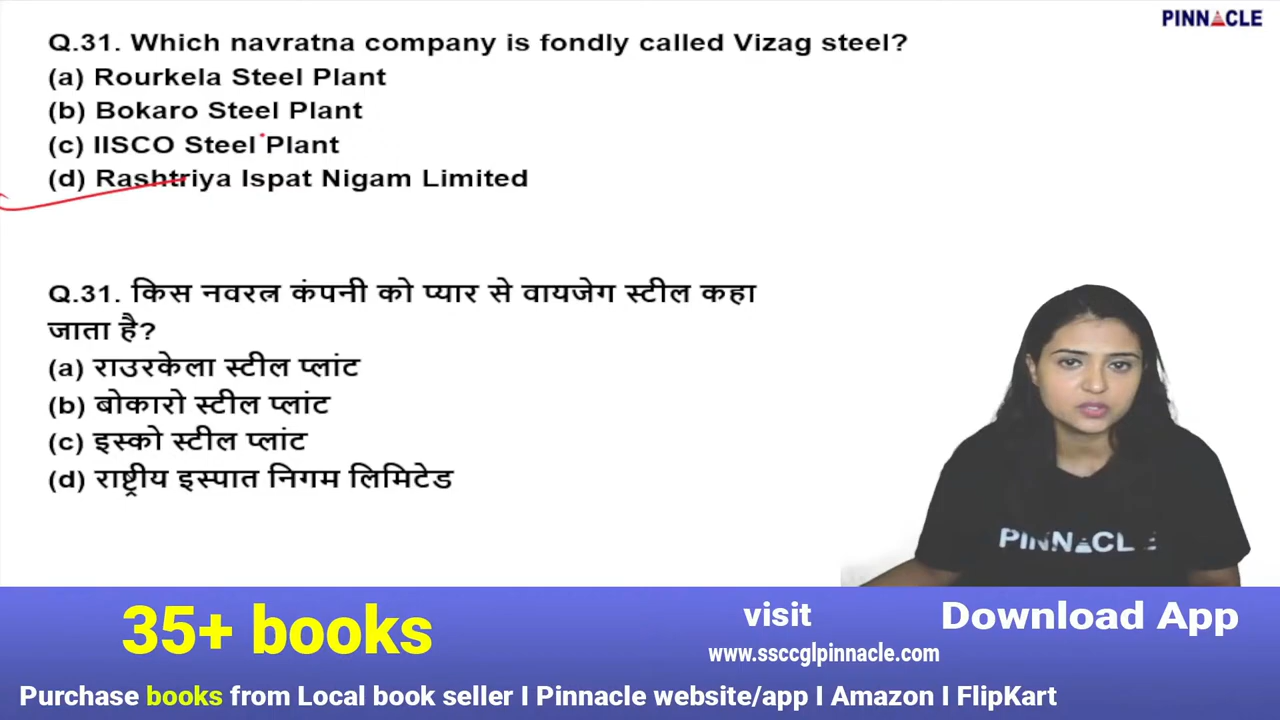 PINNACLE
Q.31. Which navratna company is fondly called Vizag steel?
(a) Rourkela Steel Plant
(b) Bokaro Steel Plant
(c) IISCO Steel Plant
(d) Rashtriya Ispat Nigam Limited
Q.31. किस नवरत्न कंपनी को प्यार से वायजेग स्टील कहा
जाता है?
(a) राउरकेला स्टील प्लांट
(b) बोकारो स्टील प्लांट
(c) इस्को स्टील प्लांट
(d) राष्ट्रीय इस्पात निगम लिमिटेड
PINNACLE
35+ books
visit
www.ssccglpinnacle.com
Download App
Purchase books from Local book seller I Pinnacle website/app I Amazon I FlipKart